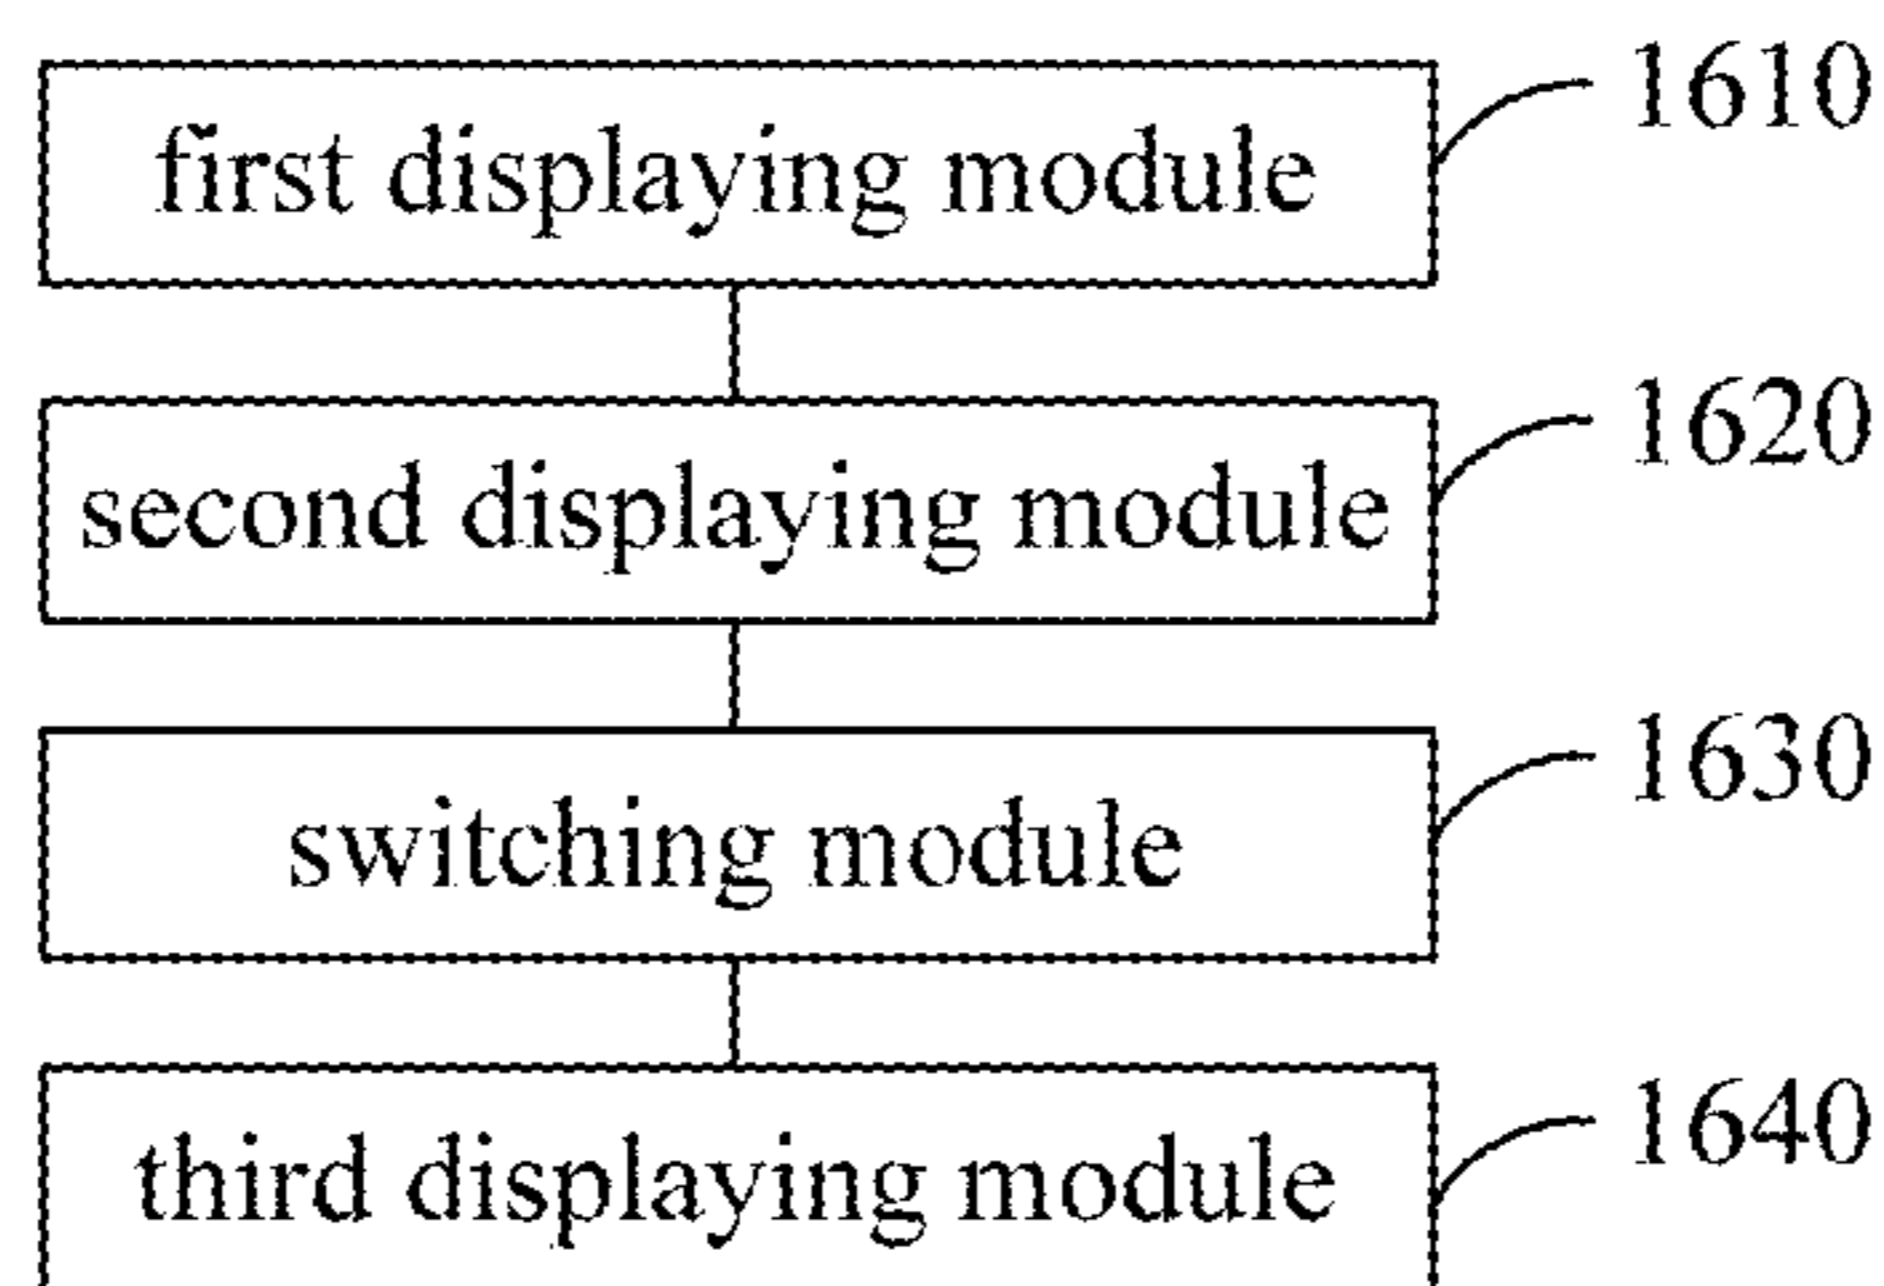 first displaying module 1610
second displaying module 1620
switching module 1630
third displaying module 1640